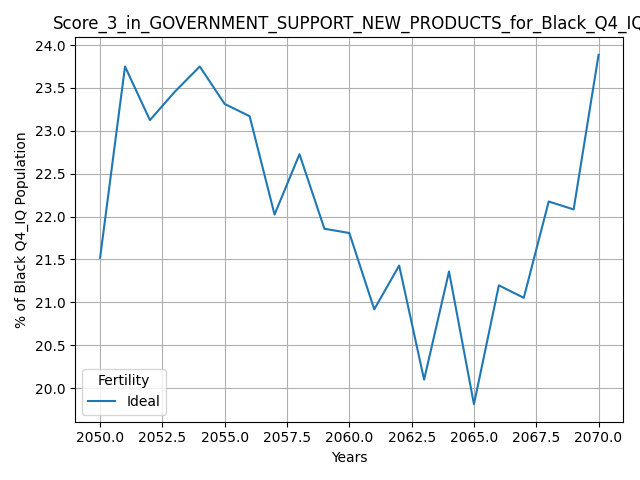 Score_3_in_GOVERNMENT_SUPPORT_NEW_PRODUCTS_for_Black_Q4_IQ
24.0
23.5
23.0
22.5
22.0
21.5
21.0
20.5
20.0
% of Black Q4_IQ Population
Fertility
Ideal
2050.0 2052.5 2055.0 2057.5 2060.0 2062.5 2065.0 2067.5 2070.0
Years